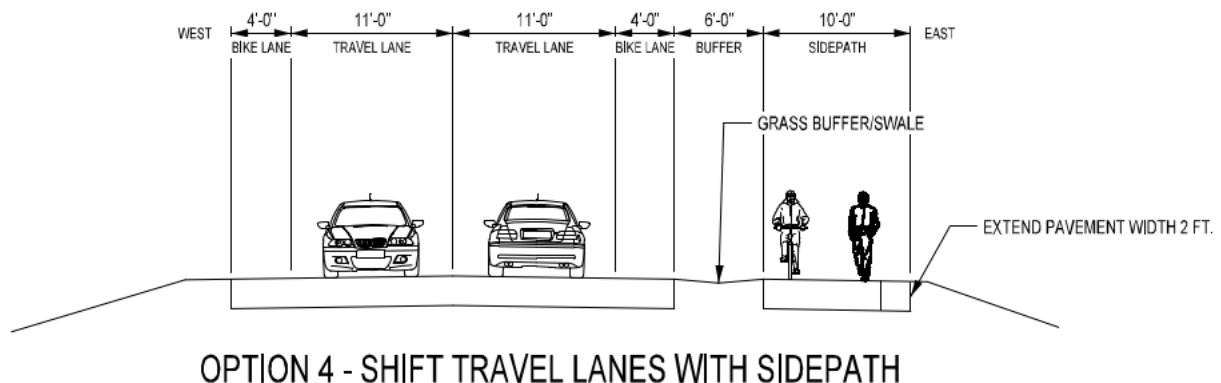 4'-0" 11'-0" 11'-0" 4'-0" 6'-0" 10'-0"
WEST EAST
BIKE LANE TRAVEL LANE TRAVEL LANE BIKE LANE BUFFER SIDEPATH
GRASS BUFFER/SWALE
EXTEND PAVEMENT WIDTH 2 FT.
OPTION 4 - SHIFT TRAVEL LANES WITH SIDEPATH